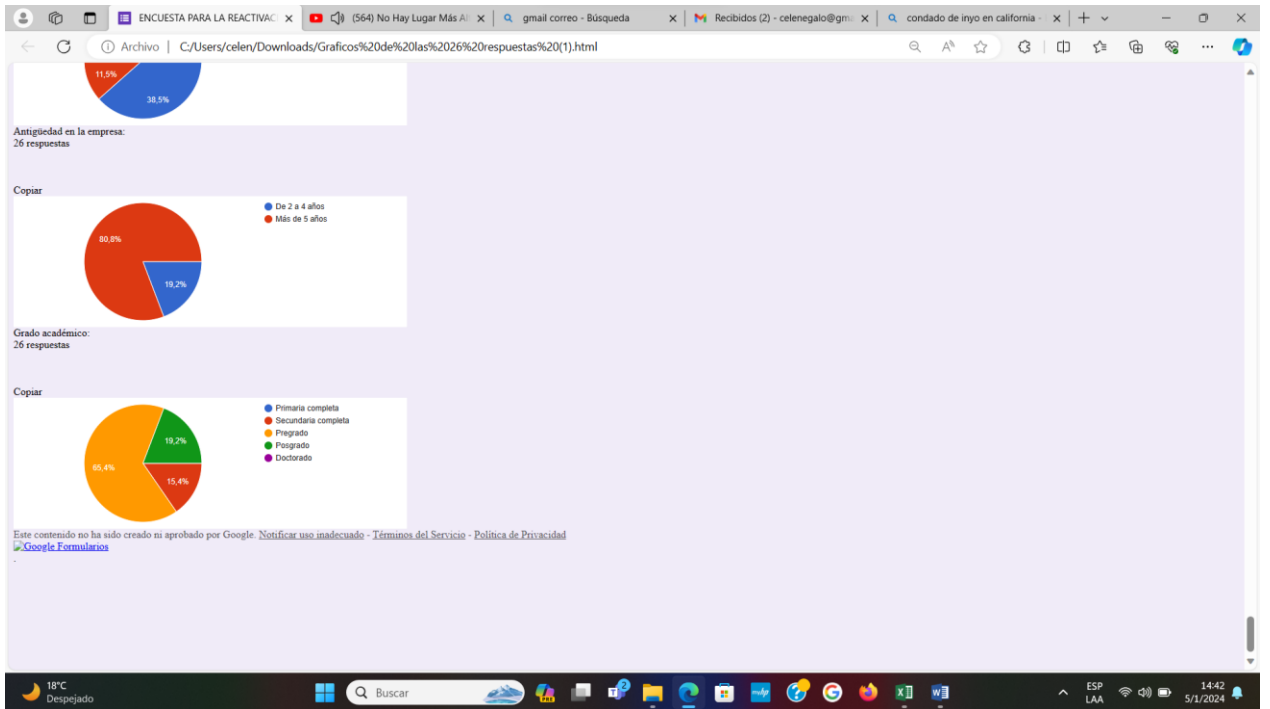 ENCUESTA PARA LA REACTIVAC
(564) No Hay Lugar Más Al
gmail correo - Búsqueda
Recibidos (2) - celenegalo@gma
condado de inyo en california -
Archivo | C:/Users/celen/Downloads/Graficos%20de%20las%2026%20respuestas%20(1).html
11,5%
38,5%
Antigüedad en la empresa:
26 respuestas
Copiar
De 2 a 4 años
Más de 5 años
80,8%
19,2%
Grado académico:
26 respuestas
Copiar
Primaria completa
Secundaria completa
Pregrado
Posgrado
Doctorado
19,2%
65,4%
15,4%
Este contenido no ha sido creado ni aprobado por Google. Notificar uso inadecuado - Términos del Servicio - Política de Privacidad
Google Formularios
.
18°C
Despejado
Buscar
2
ESP
LAA
14:42
5/1/2024